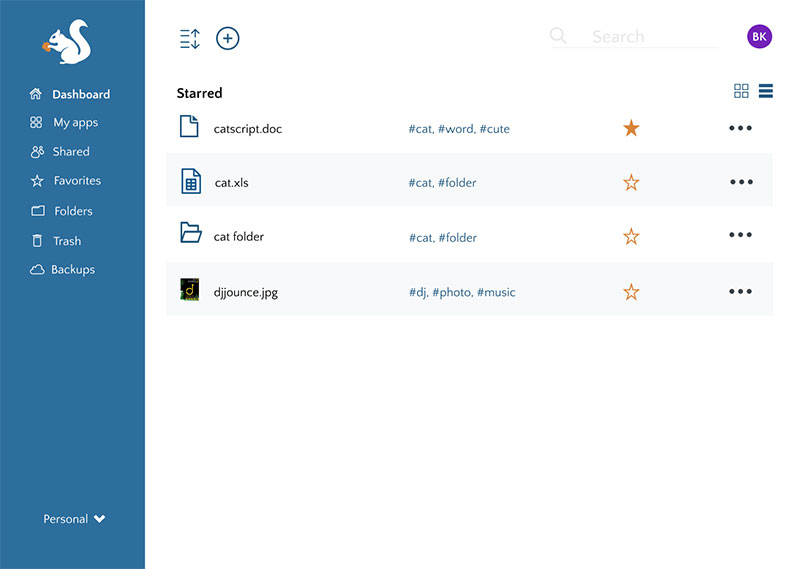 Search
BK
Dashboard
My apps
Shared
Favorites
Folders
Trash
Backups
Personal
Starred
catscript.doc #cat, #word, #cute
cat.xls #cat, #folder
cat folder #cat, #folder
djjounce.jpg #dj, #photo, #music